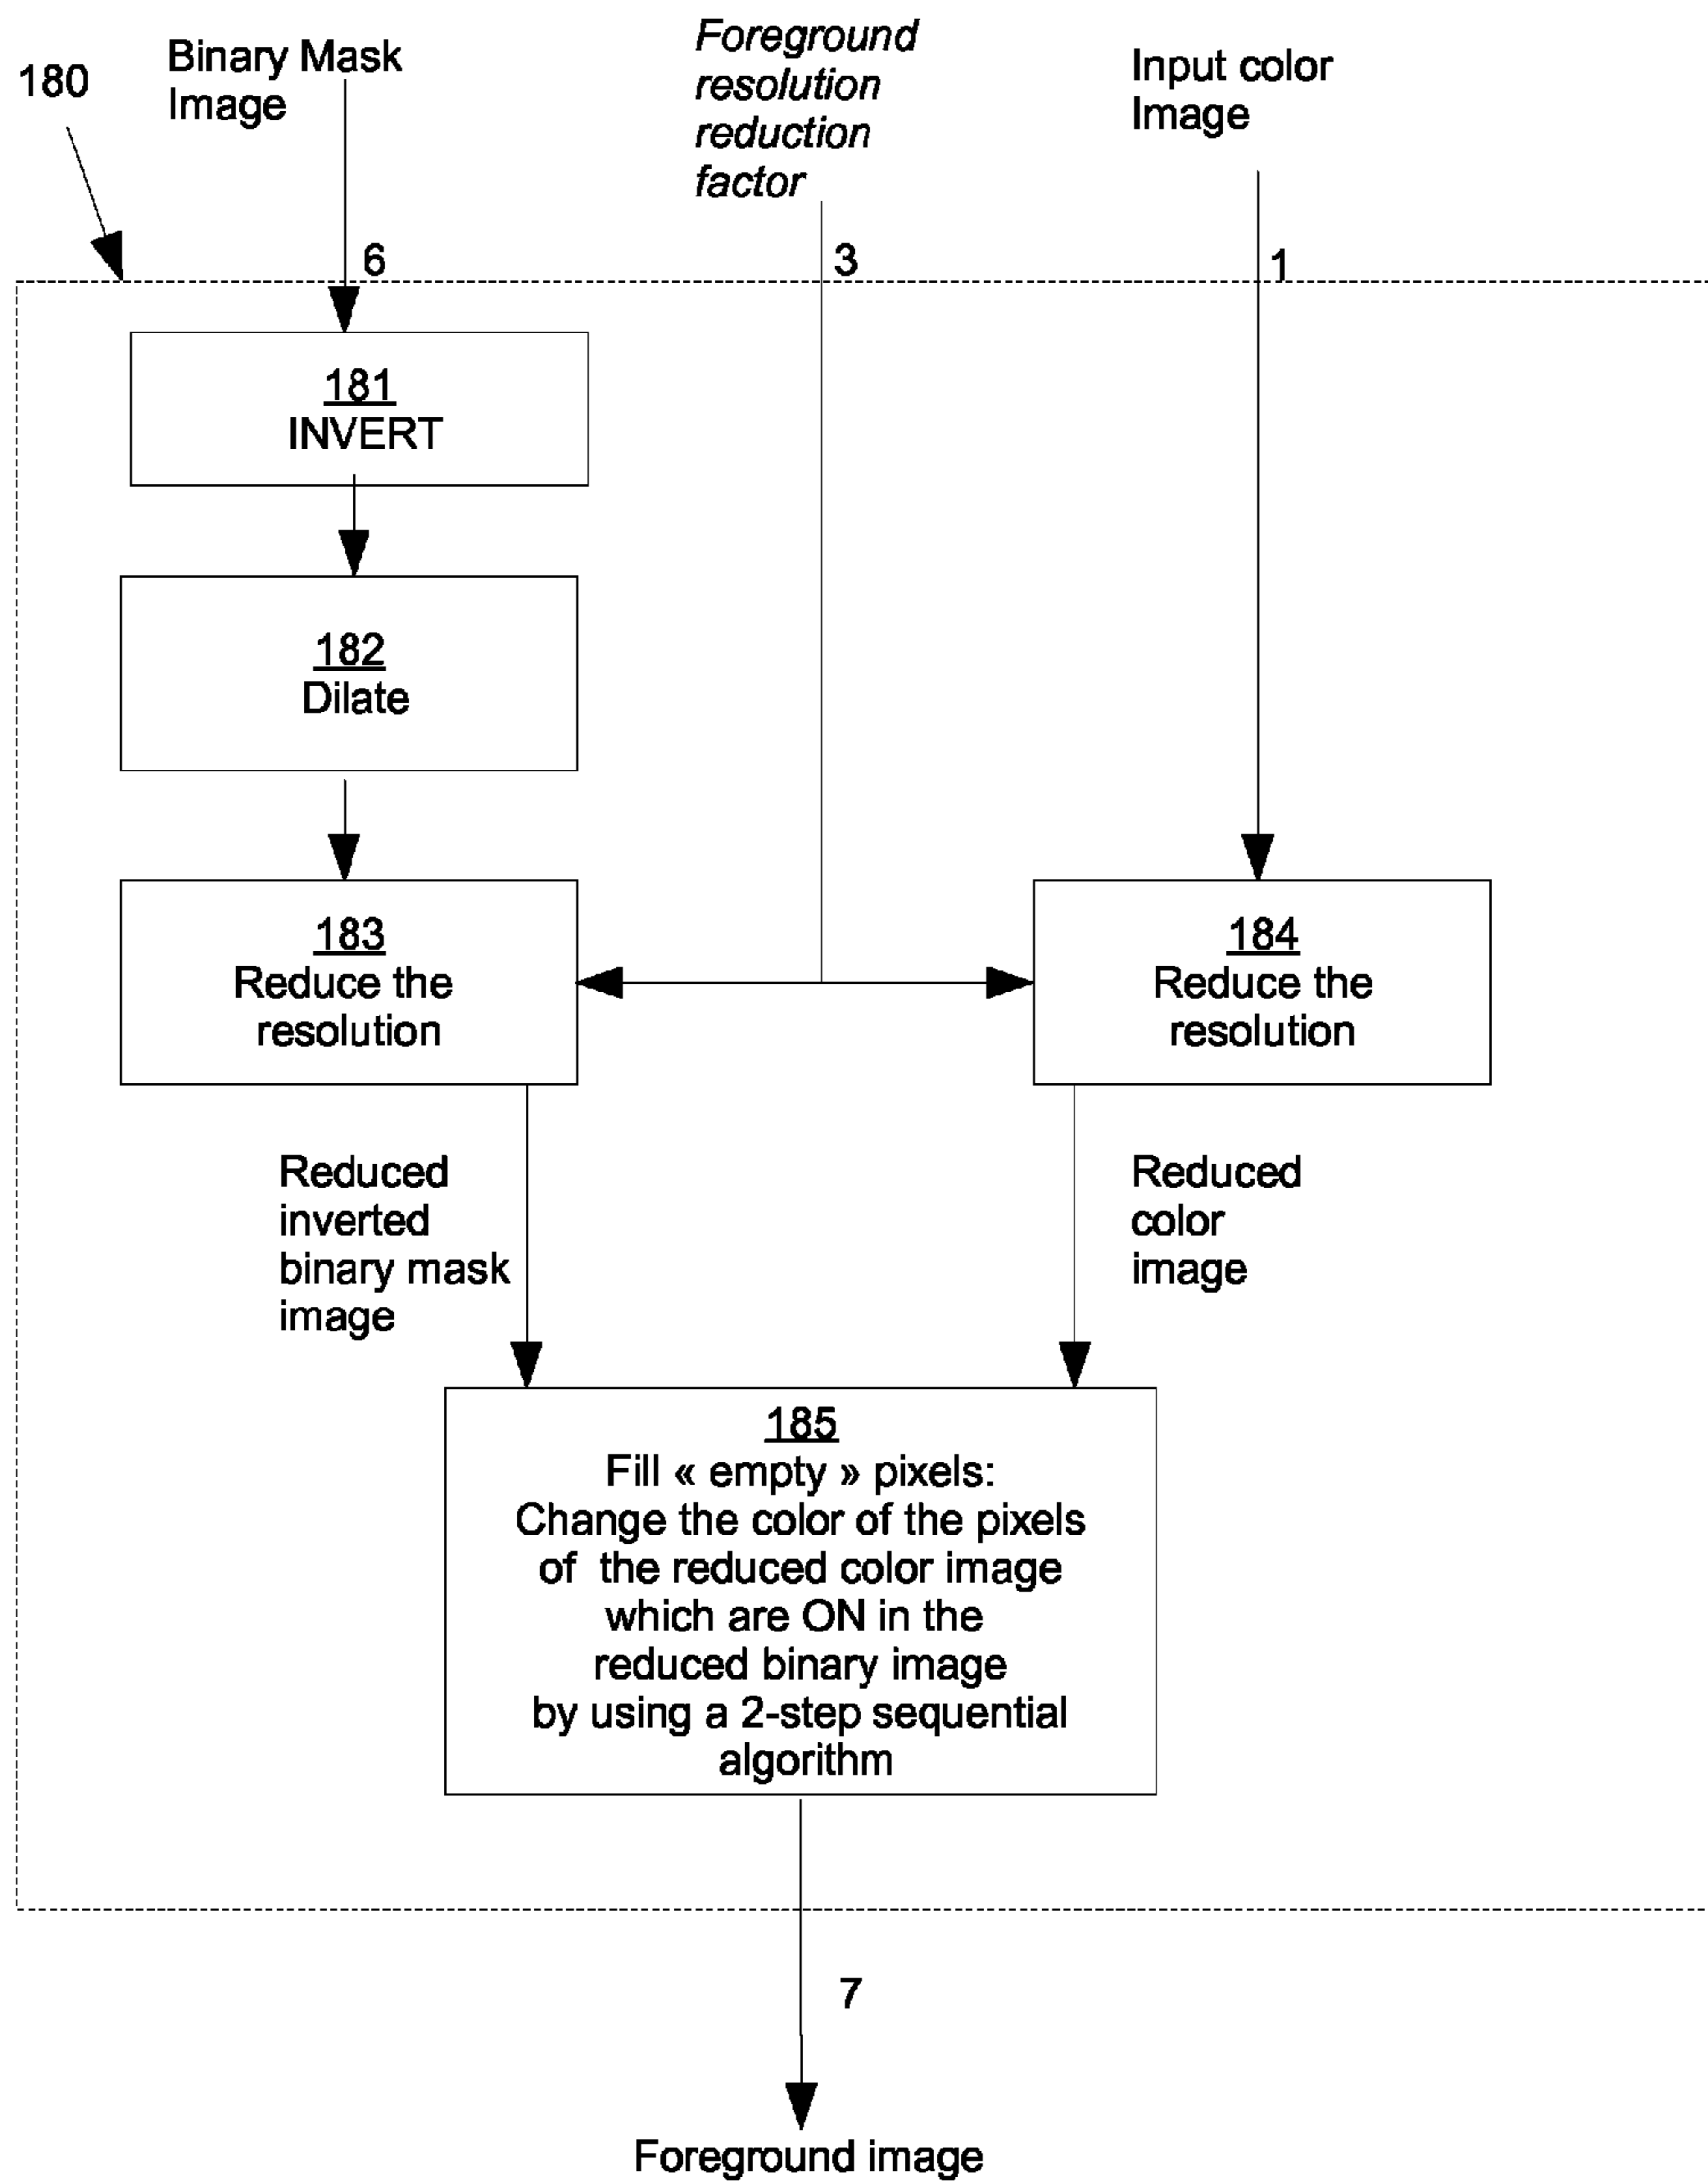 180
Binary Mask
Image
Foreground
resolution
reduction
factor
Input color
Image
6
3
1
181
INVERT
182
Dilate
183
Reduce the
resolution
184
Reduce the
resolution
Reduced
inverted
binary mask
image
Reduced
color
image
185
Fill « empty » pixels:
Change the color of the pixels
of the reduced color image
which are ON in the
reduced binary image
by using a 2-step sequential
algorithm
7
Foreground image